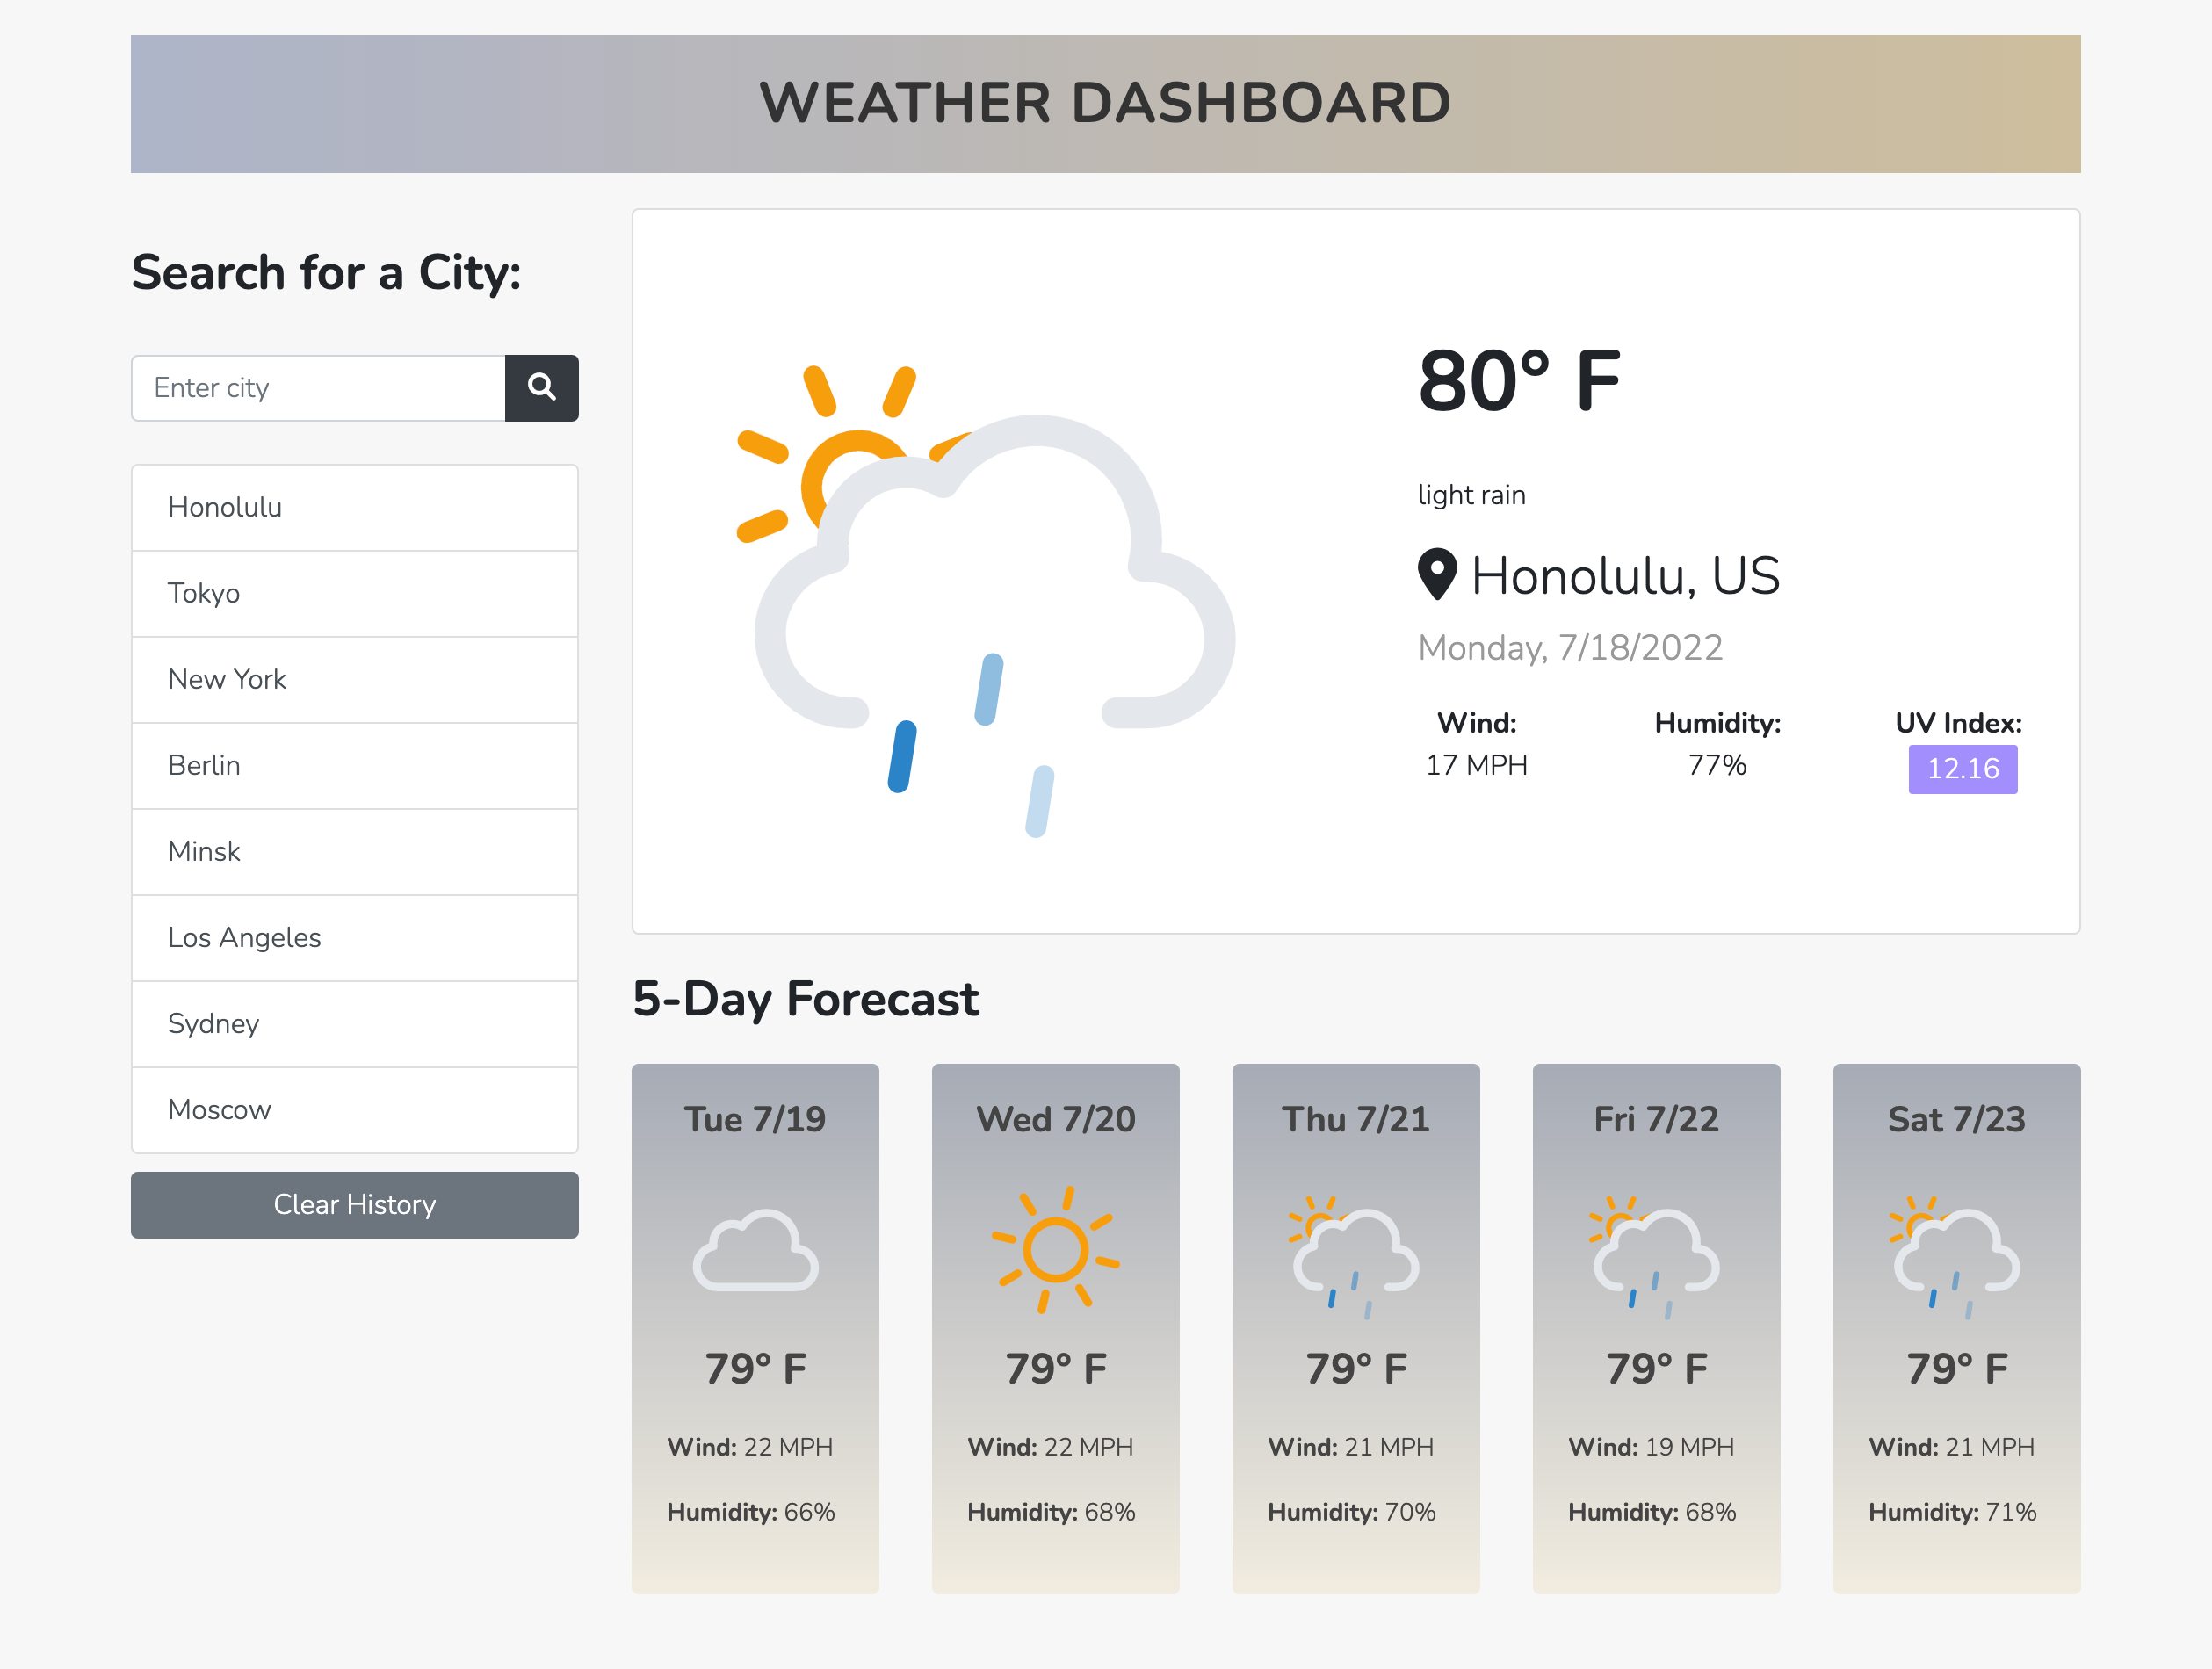 WEATHER DASHBOARD
Search for a City:
Enter city
Honolulu
Tokyo
New York
Berlin
Minsk
Los Angeles
Sydney
Moscow
Clear History
80° F
light rain
Honolulu, US
Monday, 7/18/2022
Wind: Humidity: UV Index:
17 MPH 77% 12.16
5-Day Forecast
Tue 7/19
79° F
Wind: 22 MPH
Humidity: 66%
Wed 7/20
79° F
Wind: 22 MPH
Humidity: 68%
Thu 7/21
79° F
Wind: 21 MPH
Humidity: 70%
Fri 7/22
79° F
Wind: 19 MPH
Humidity: 68%
Sat 7/23
79° F
Wind: 21 MPH
Humidity: 71%